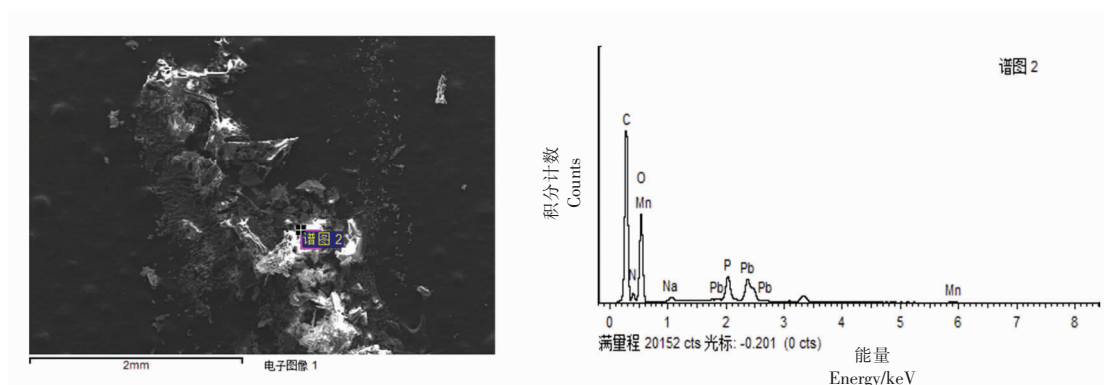 谱图 2
2mm
电子图像 1
谱图 2
C
O
Mn
N
Na
Pb
P
Pb
Pb
Mn
0 1 2 3 4 5 6 7 8
满里程 20152 cts 光标: -0.201 (0 cts)
积分计数
Counts
能量
Energy/keV